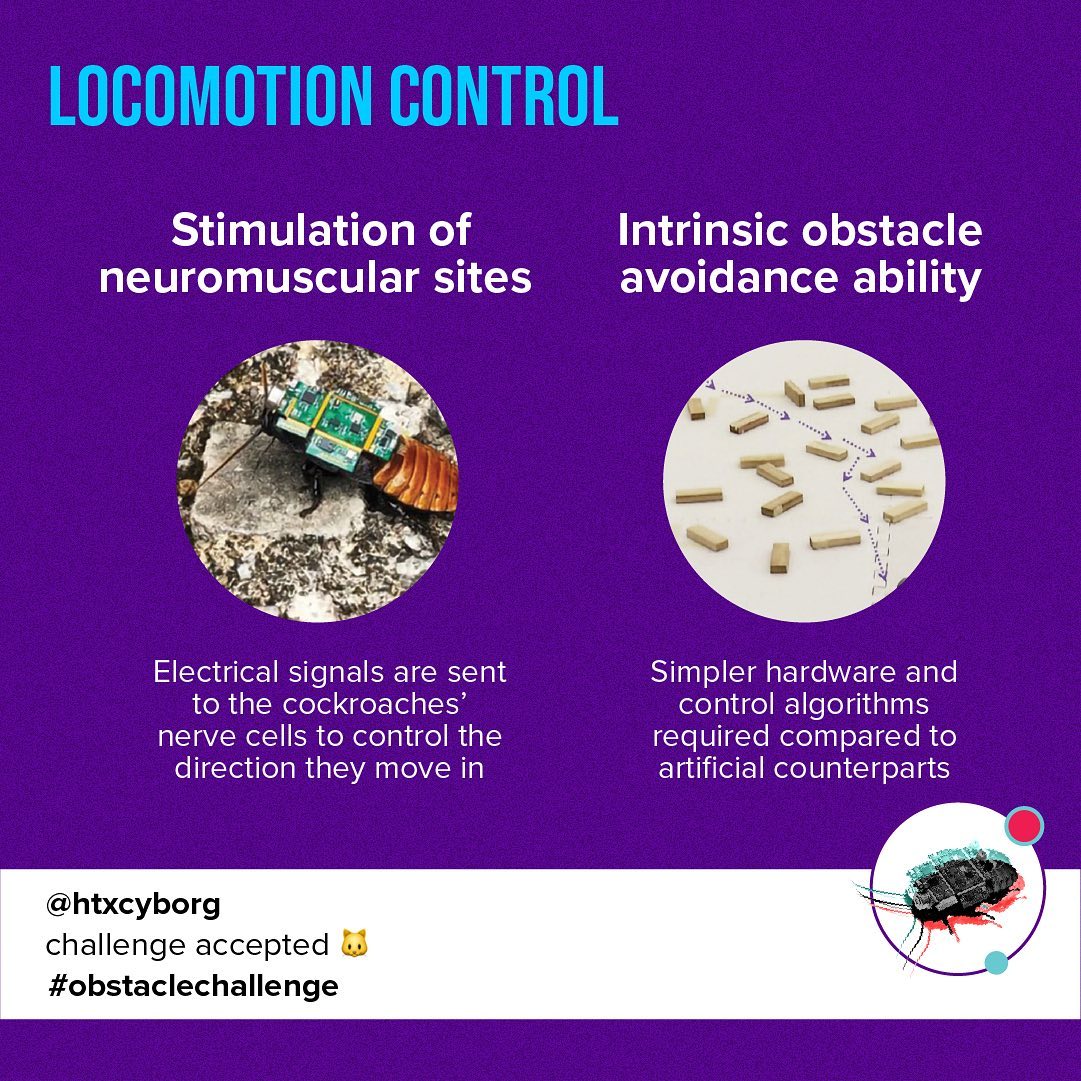 LOCOMOTION CONTROL
Stimulation of
neuromuscular sites
Intrinsic obstacle
avoidance ability
Electrical signals are sent
to the cockroaches’
nerve cells to control the
direction they move in
Simpler hardware and
control algorithms
required compared to
artificial counterparts
@htxcyborg
challenge accepted 🐱
#obstaclechallenge